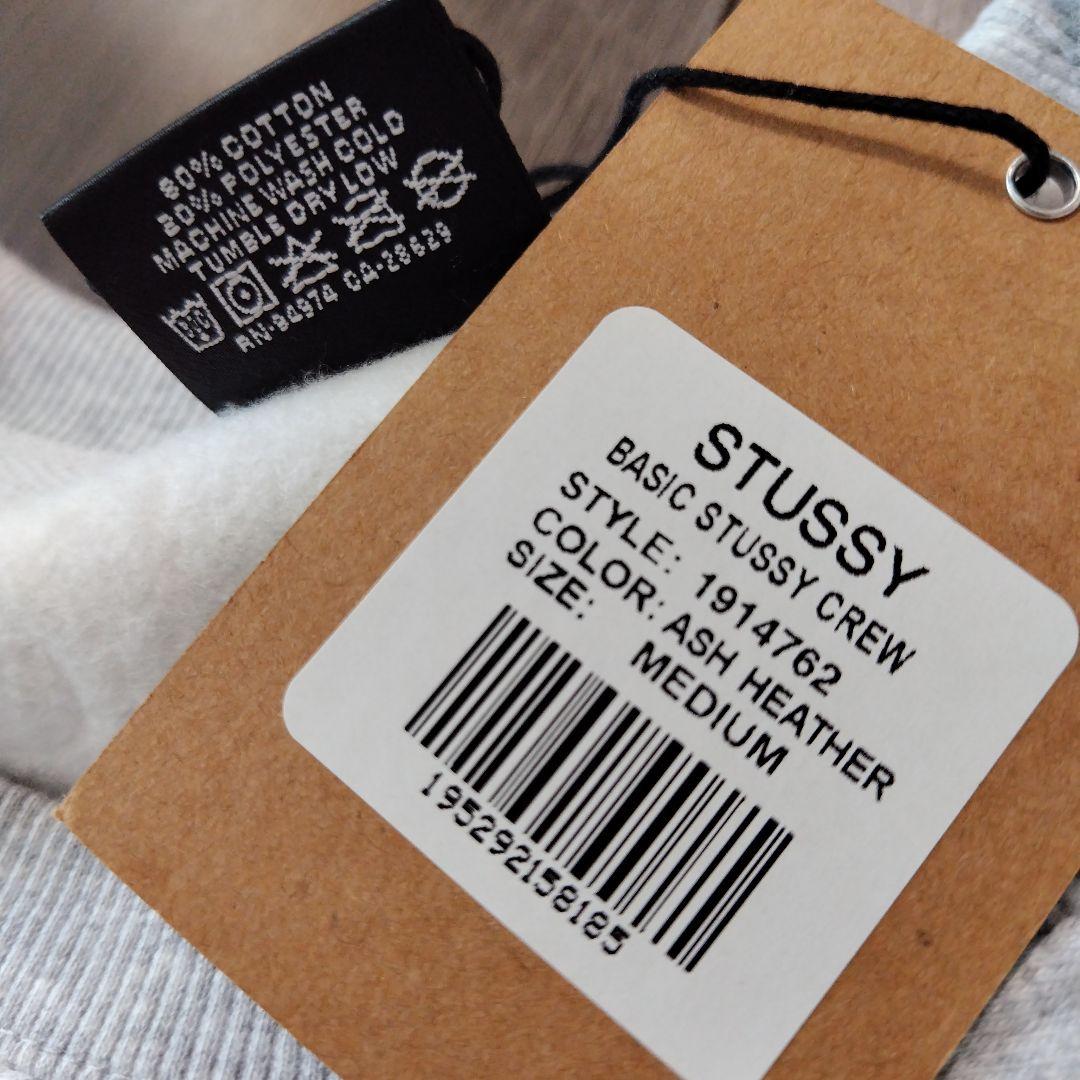 80% COTTON
20% POLYESTER
MACHINE WASH COLD
TUMBLE DRY LOW
30C
RN-94974 CA-28629
STUSSY
BASIC STUSSY CREW
STYLE: 1914762
COLOR: ASH HEATHER
SIZE: MEDIUM
195292158185